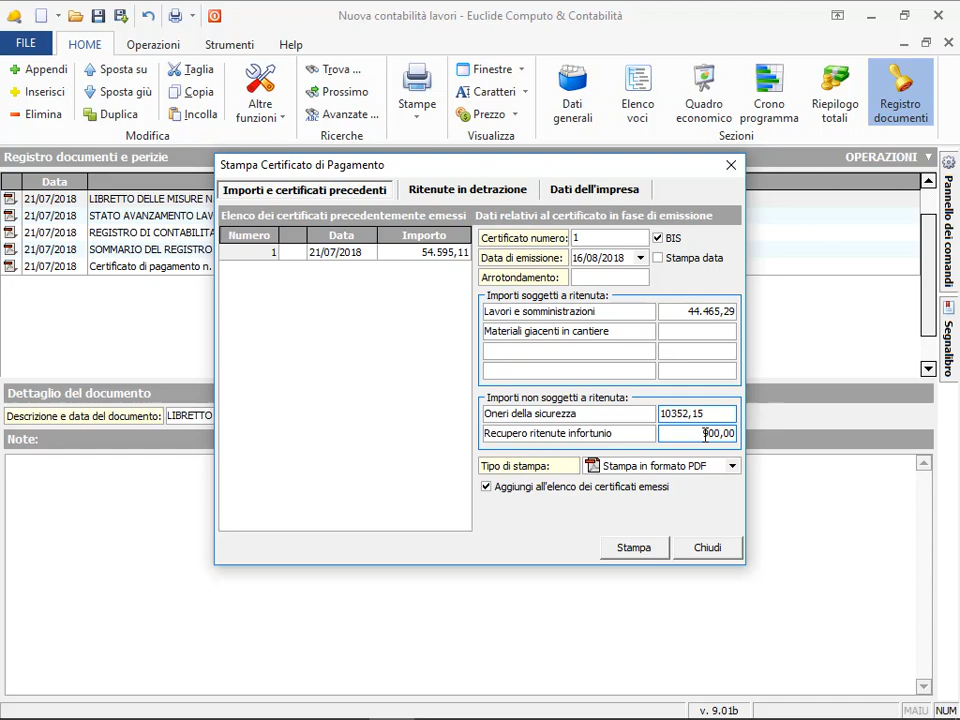 Nuova contabilità lavori - Euclide Computo & Contabilità
FILE HOME Operazioni Strumenti Help
Appendi Sposta su Taglia Trova ... Finestre
Inserisci Sposta giù Copia Prossimo Caratteri
Elimina Duplica Incolla Avanzate ... Prezzo
Altre funzioni
Stampe
Dati generali
Elenco voci
Quadro economico
Crono programma
Riepilogo totali
Registro documenti
Modifica Ricerche Visualizza Sezioni
Registro documenti e perizie OPERAZIONI
Data
21/07/2018 LIBRETTO DELLE MISURE N
21/07/2018 STATO AVANZAMENTO LAV
21/07/2018 REGISTRO DI CONTABILITA
21/07/2018 SOMMARIO DEL REGISTRO
21/07/2018 Certificato di pagamento n.
Dettaglio del documento
Descrizione e data del documento: LIBRETTO
Note:
Pannello dei comandi
Segnalibro
Stampa Certificato di Pagamento
Importi e certificati precedenti Ritenute in detrazione Dati dell'impresa
Elenco dei certificati precedentemente emessi
Numero Data Importo
1 21/07/2018 54.595,11
Dati relativi al certificato in fase di emissione
Certificato numero: 1 BIS
Data di emissione: 16/08/2018 Stampa data
Arrotondamento:
Importi soggetti a ritenuta:
Lavori e somministrazioni 44.465,29
Materiali giacenti in cantiere
Importi non soggetti a ritenuta:
Oneri della sicurezza 10352,15
Recupero ritenute infortunio
Tipo di stampa: Stampa in formato PDF
Aggiungi all'elenco dei certificati emessi
Stampa Chiudi
v. 9.01b MAIU NUM